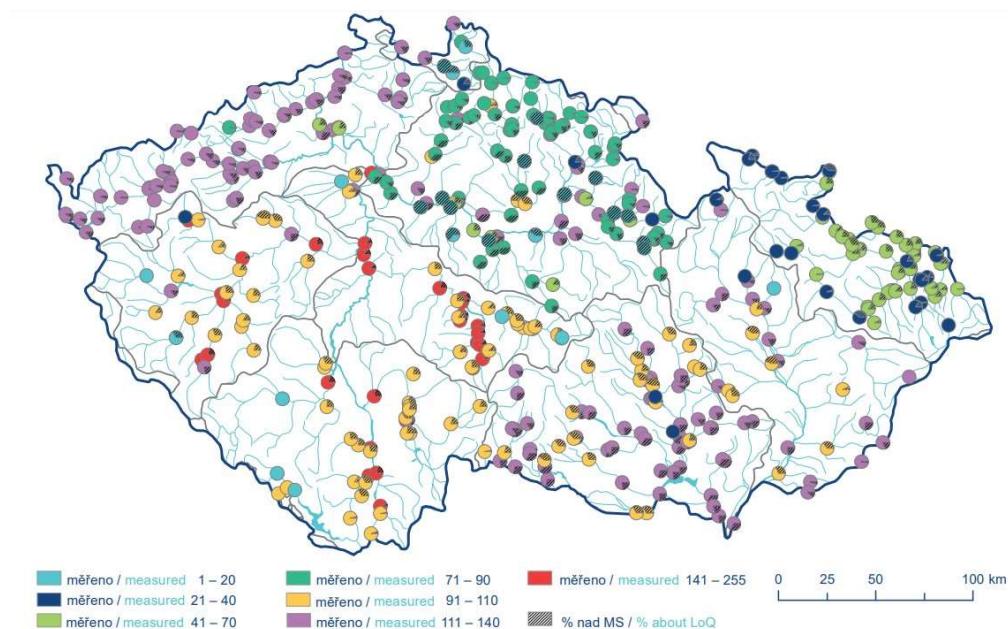 měřeno / measured 1 – 20
měřeno / measured 71 – 90
měřeno / measured 141 – 255
měřeno / measured 21 – 40
měřeno / measured 91 – 110
měřeno / measured 41 – 70
měřeno / measured 111 – 140
% nad MS / % about LoQ
0 25 50 100 km